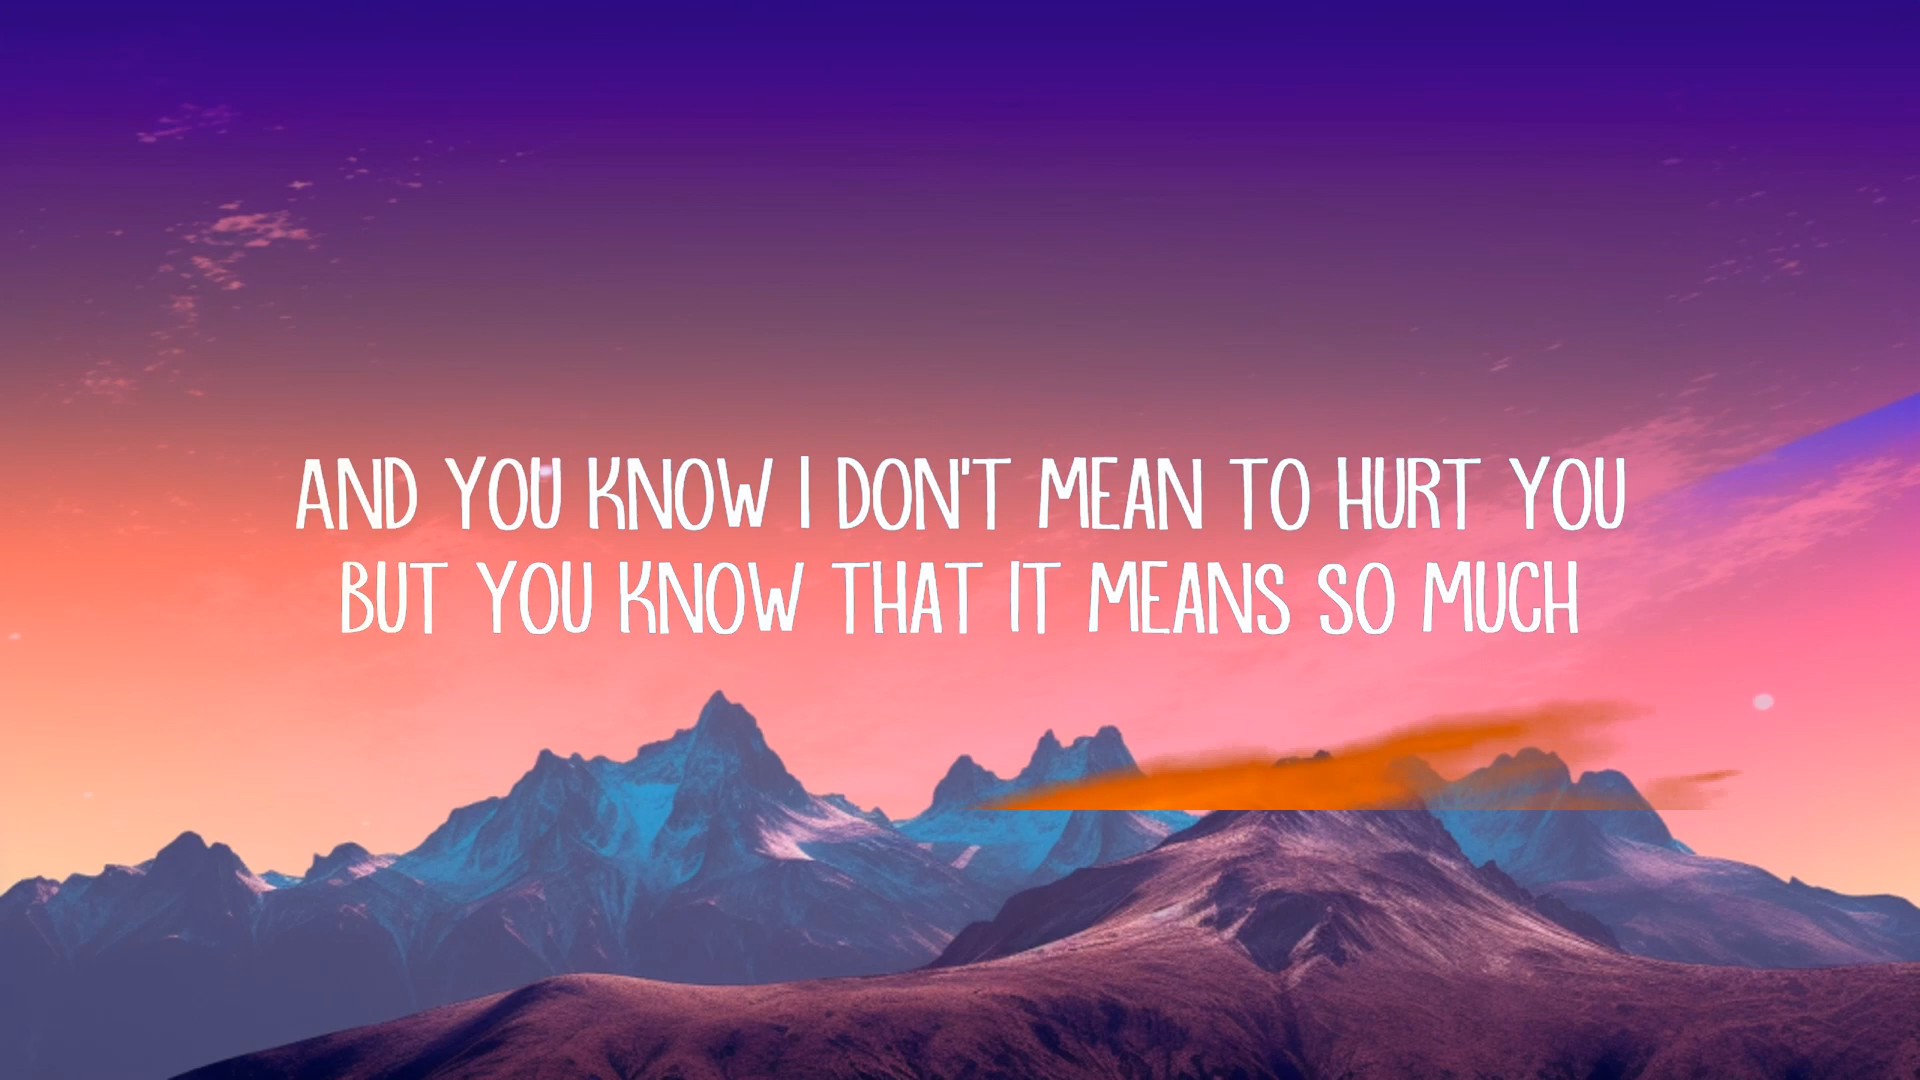 AND YOU KNOW I DON'T MEAN TO HURT YOU
BUT YOU KNOW THAT IT MEANS SO MUCH